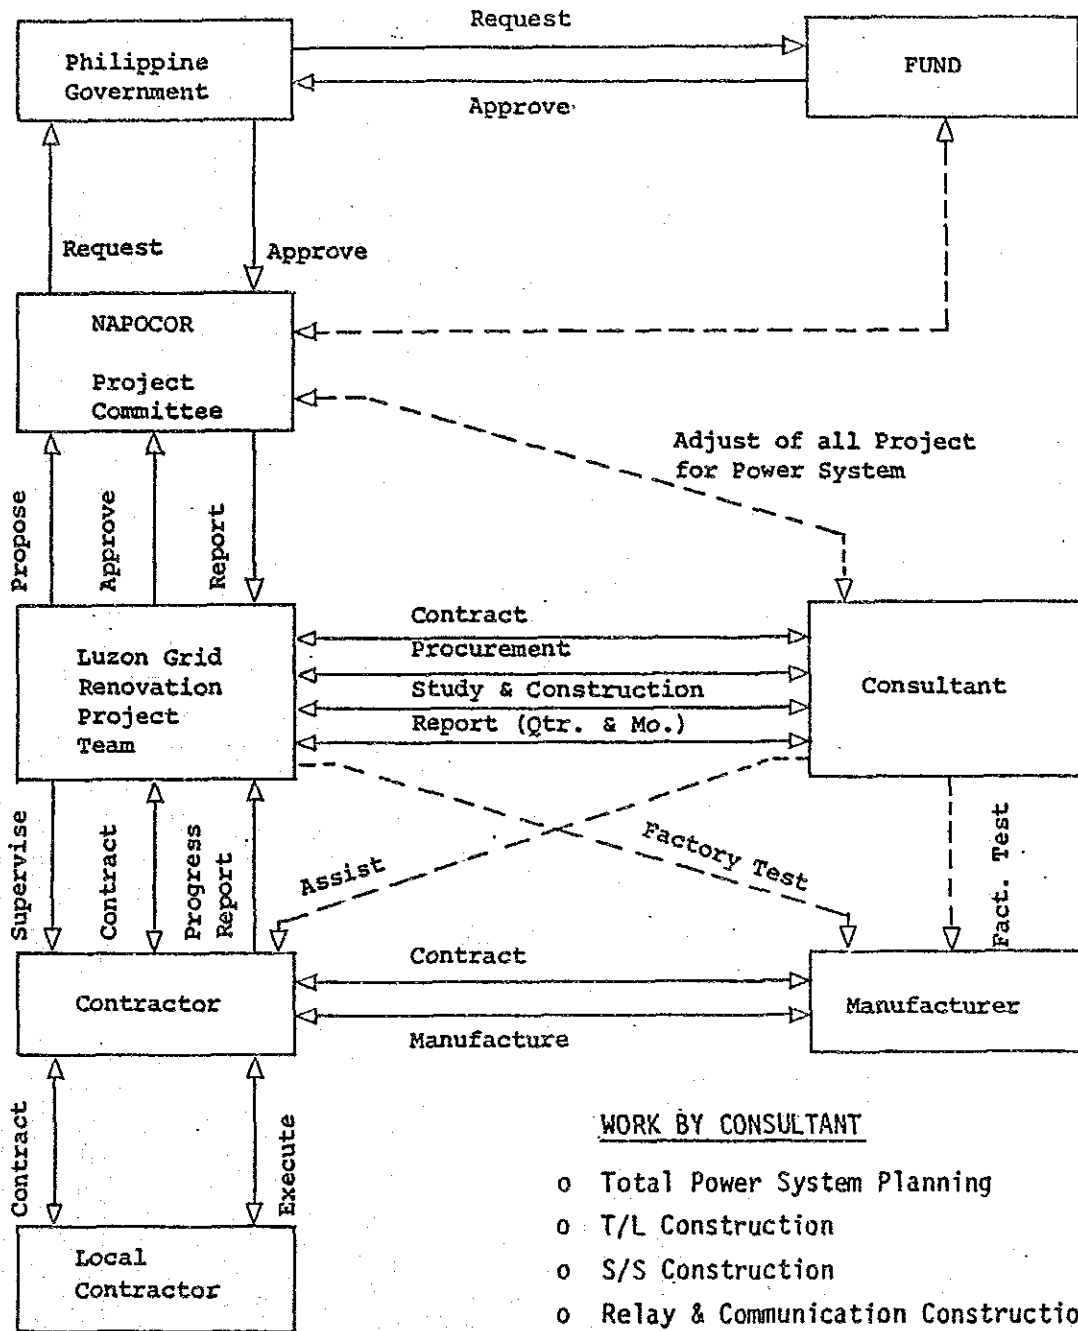 Request
Philippine
Government
FUND
Approve
Request
Approve
NAPOCOR
Project
Committee
Adjust of all Project
for Power System
Propose
Approve
Report
Contract
Luzon Grid
Renovation
Project
Team
Procurement
Study & Construction
Report (Qtr. & Mo.)
Consultant
Supervise
Contract
Progress
Report
Assist
Factory Test
Fact. Test
Contractor
Contract
Manufacture
Manufacturer
Contract
Execute
Local
Contractor
WORK BY CONSULTANT
o Total Power System Planning
o T/L Construction
o S/S Construction
o Relay & Communication Constructio